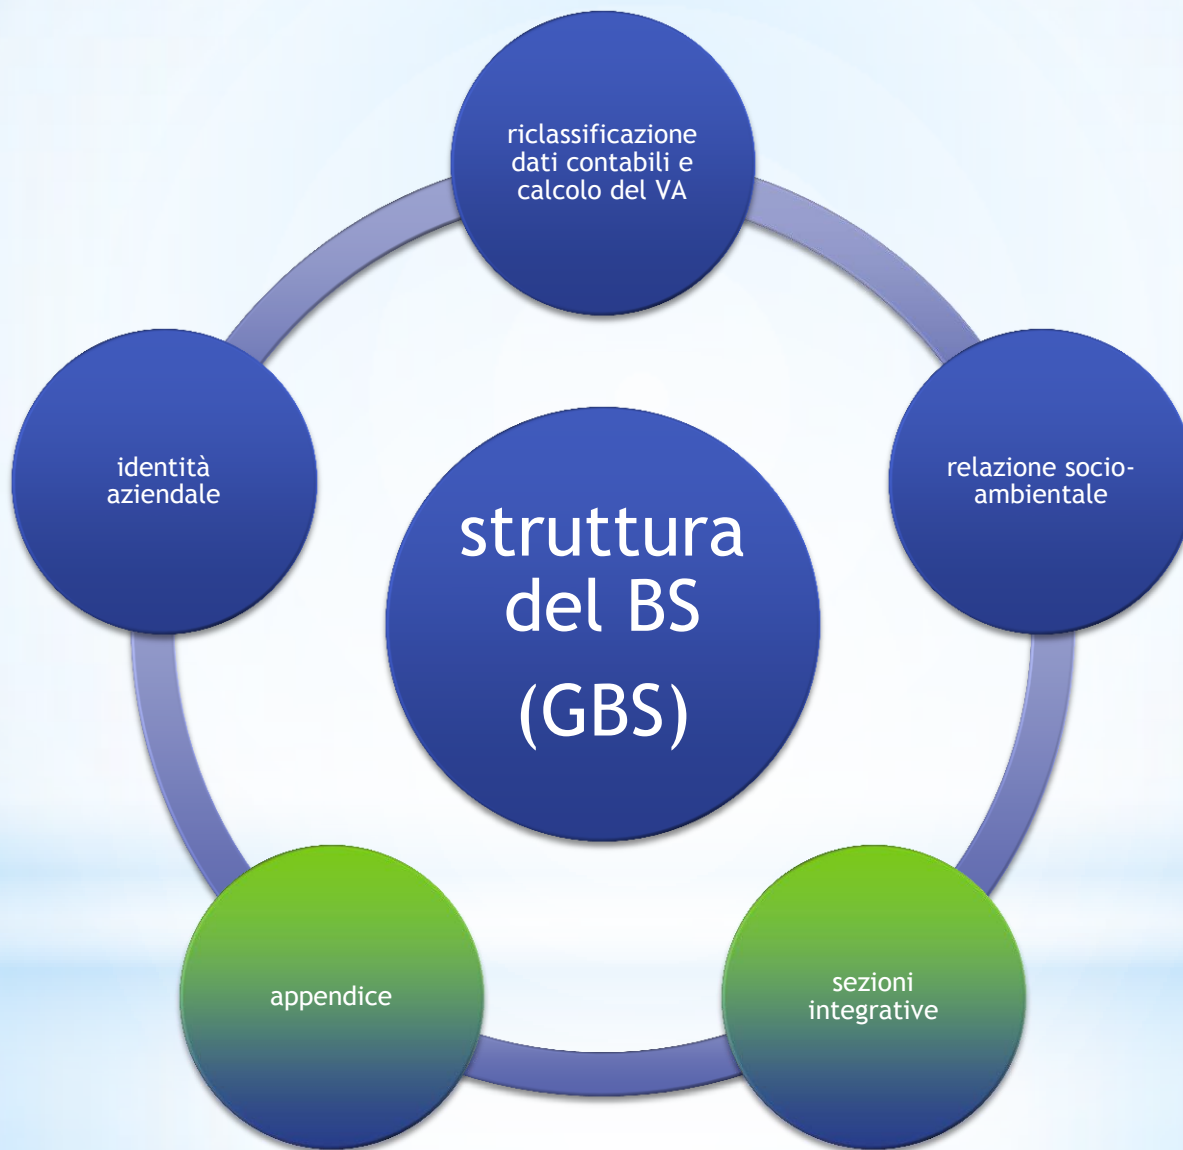 riclassificazione
dati contabili e
calcolo del VA
identità
aziendale
relazione socio-
ambientale
struttura
del BS
(GBS)
appendice
sezioni
integrative